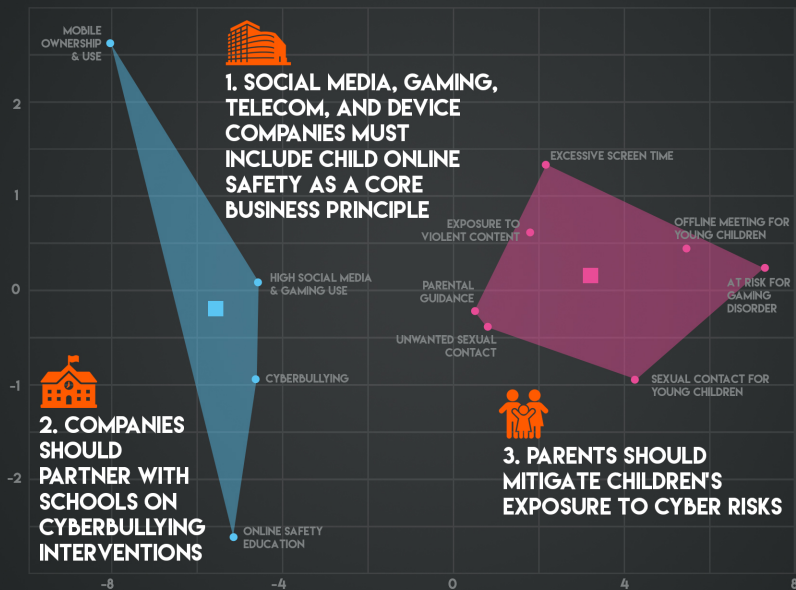 MOBILE
OWNERSHIP
& USE
1. SOCIAL MEDIA, GAMING,
TELECOM, AND DEVICE
COMPANIES MUST
INCLUDE CHILD ONLINE
SAFETY AS A CORE
BUSINESS PRINCIPLE
EXCESSIVE SCREEN TIME
EXPOSURE TO
VIOLENT CONTENT
OFFLINE MEETING FOR
YOUNG CHILDREN
HIGH SOCIAL MEDIA
& GAMING USE
PARENTAL
GUIDANCE
AT RISK FOR
GAMING
DISORDER
UNWANTED SEXUAL
CONTACT
CYBERBULLYING
SEXUAL CONTACT FOR
YOUNG CHILDREN
2. COMPANIES
SHOULD
PARTNER WITH
SCHOOLS ON
CYBERBULLYING
INTERVENTIONS
3. PARENTS SHOULD
MITIGATE CHILDREN'S
EXPOSURE TO CYBER RISKS
ONLINE SAFETY
EDUCATION
2
1
0
-1
-2
-8
-4
0
4
8